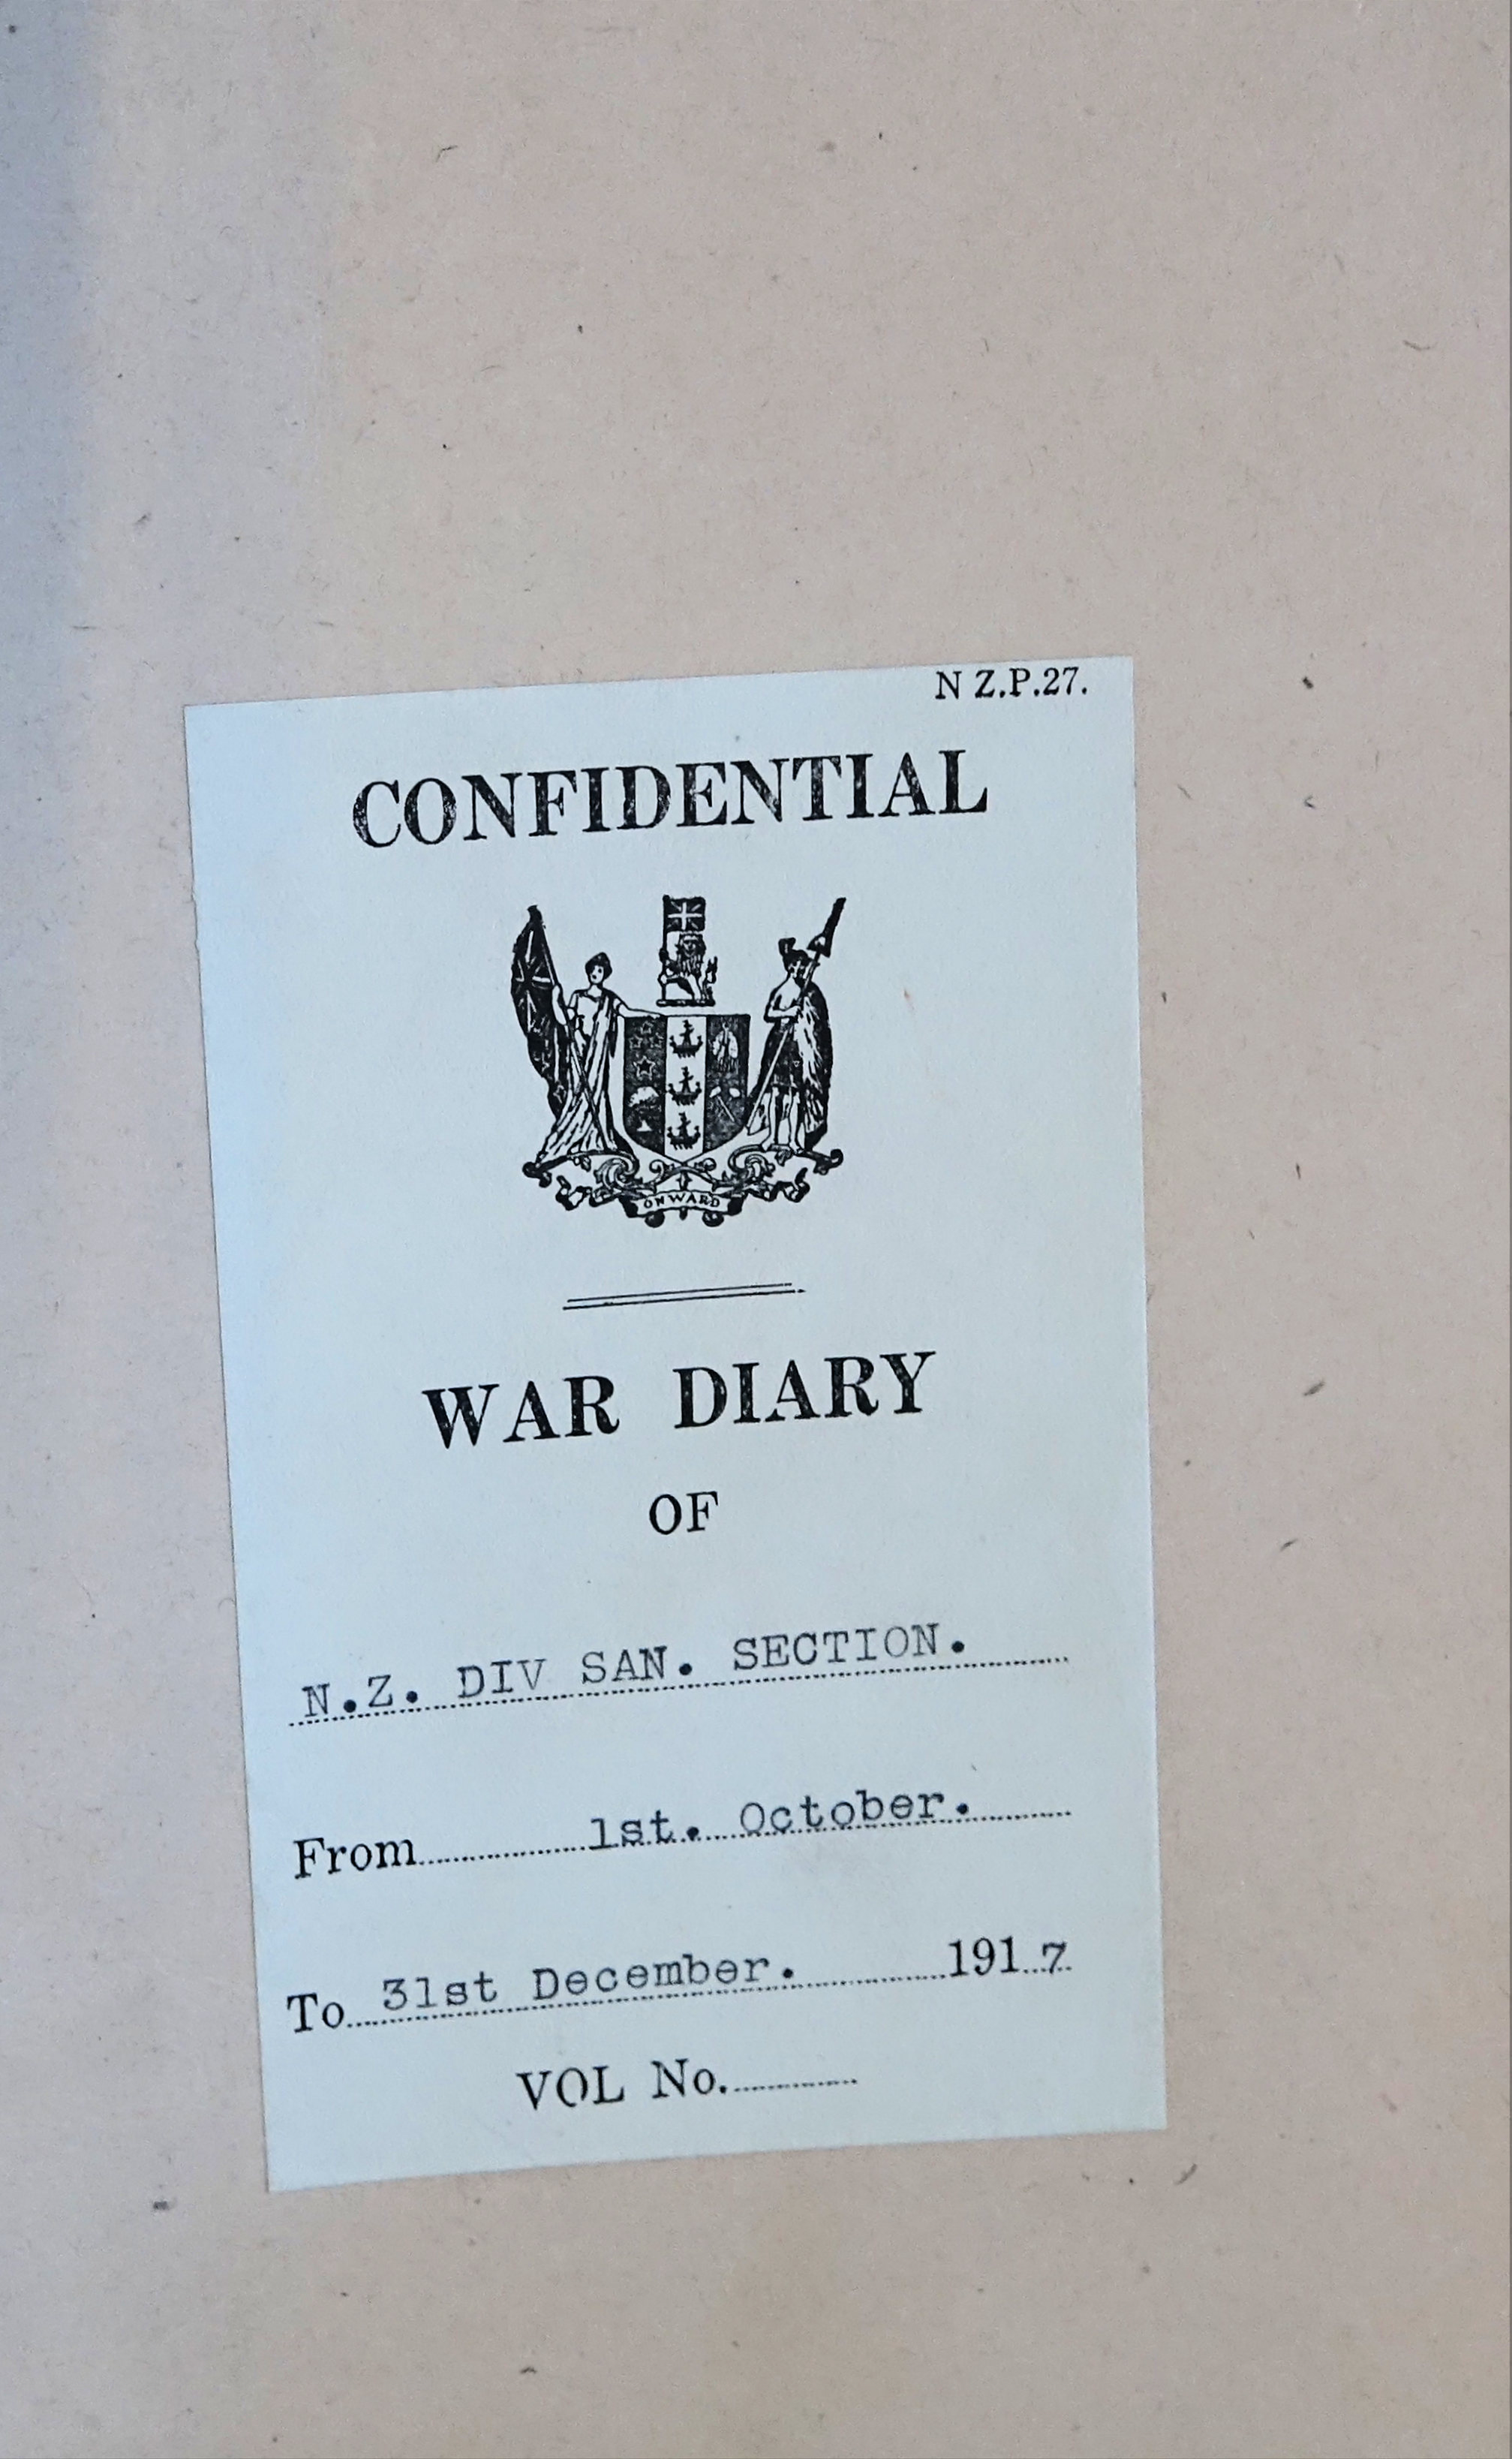 N Z.P.27.
CONFIDENTIAL
ONWARD
WAR DIARY
OF
N.Z. DIV SAN. SECTION.
From 1st. October.
To 31st December. 1917
VOL No.